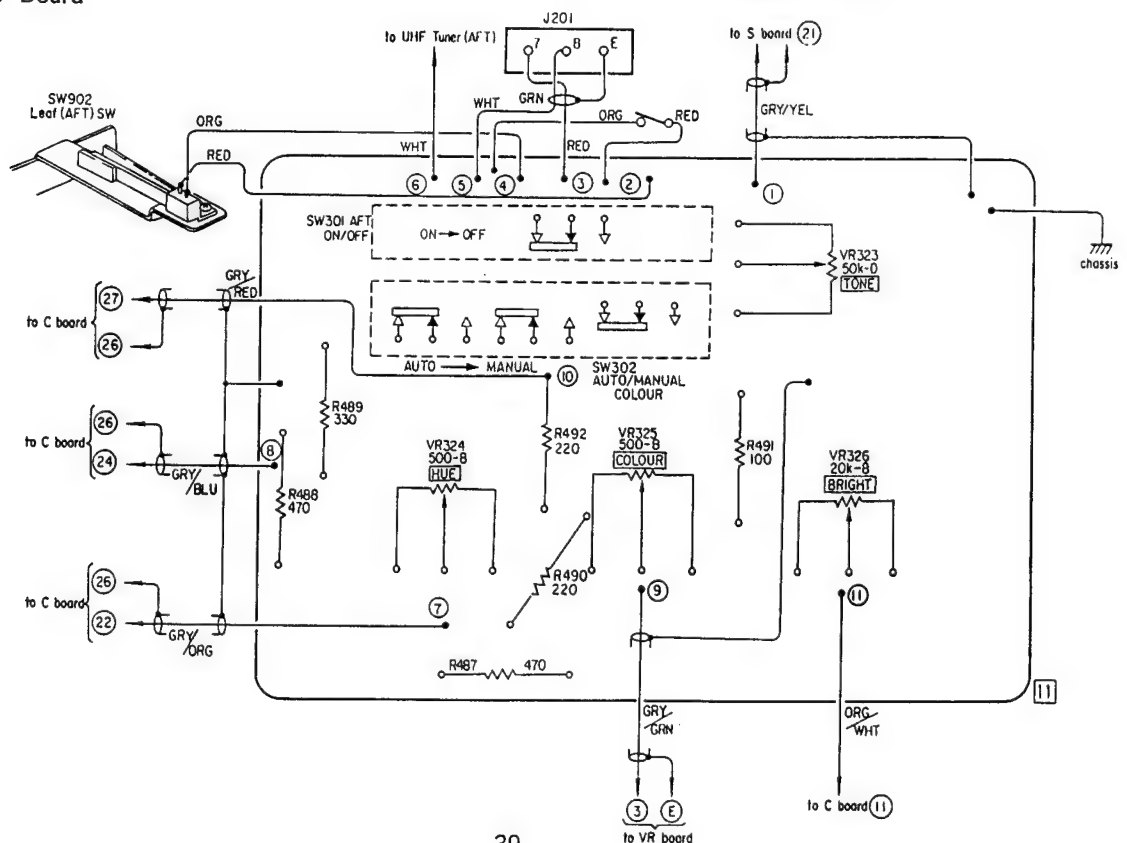 Board
J201
to UHF Tuner (AFT)
7 8 E
to S board 21
SW902
Leaf (AFT) SW
GRN
WHT
ORG
RED
GRY/YEL
ORG
RED
WHT
RED
6 5 4 3 2
1
SW301 AFT
ON/OFF
ON → OFF
VR323
50k-D
TONE
chassis
GRY/
RED
27
to C board
26
AUTO → MANUAL
SW302
AUTO/MANUAL
COLOUR
10
R489
330
26
to C board
24
8
GRY/
BLU
R488
470
VR324
500-B
HUE
R492
220
VR325
500-B
COLOUR
R491
100
VR326
20k-B
BRIGHT
R490
220
26
to C board
22
GRY/
ORG
7
9
11
R487 470
11
GRY/
GRN
ORG/
WHT
3 E
to VR board
to C board 11